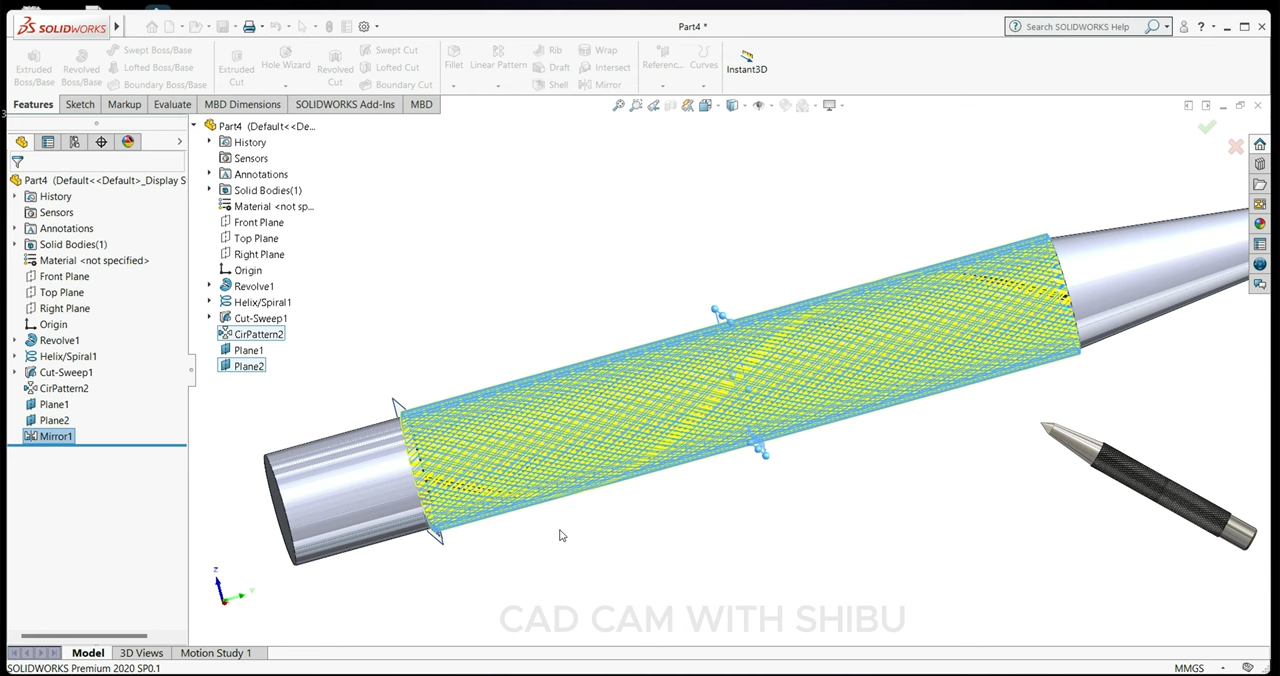 SOLIDWORKS
Part4 *
Search SOLIDWORKS Help
Extruded Boss/Base
Revolved Boss/Base
Swept Boss/Base
Lofted Boss/Base
Boundary Boss/Base
Extruded Cut
Hole Wizard
Revolved Cut
Swept Cut
Lofted Cut
Boundary Cut
Fillet
Linear Pattern
Rib
Draft
Shell
Wrap
Intersect
Mirror
Referenc...
Curves
Instant3D
Features
Sketch
Markup
Evaluate
MBD Dimensions
SOLIDWORKS Add-Ins
MBD
Part4 (Default<<Default>_Display S
History
Sensors
Annotations
Solid Bodies(1)
Material <not specified>
Front Plane
Top Plane
Right Plane
Origin
Revolve1
Helix/Spiral1
Cut-Sweep1
CirPattern2
Plane1
Plane2
Mirror1
Part4 (Default<<De...
History
Sensors
Annotations
Solid Bodies(1)
Material <not sp...
Front Plane
Top Plane
Right Plane
Origin
Revolve1
Helix/Spiral1
Cut-Sweep1
CirPattern2
Plane1
Plane2
Z
Y
CAD CAM WITH SHIBU
Model
3D Views
Motion Study 1
SOLIDWORKS Premium 2020 SP0.1
MMGS